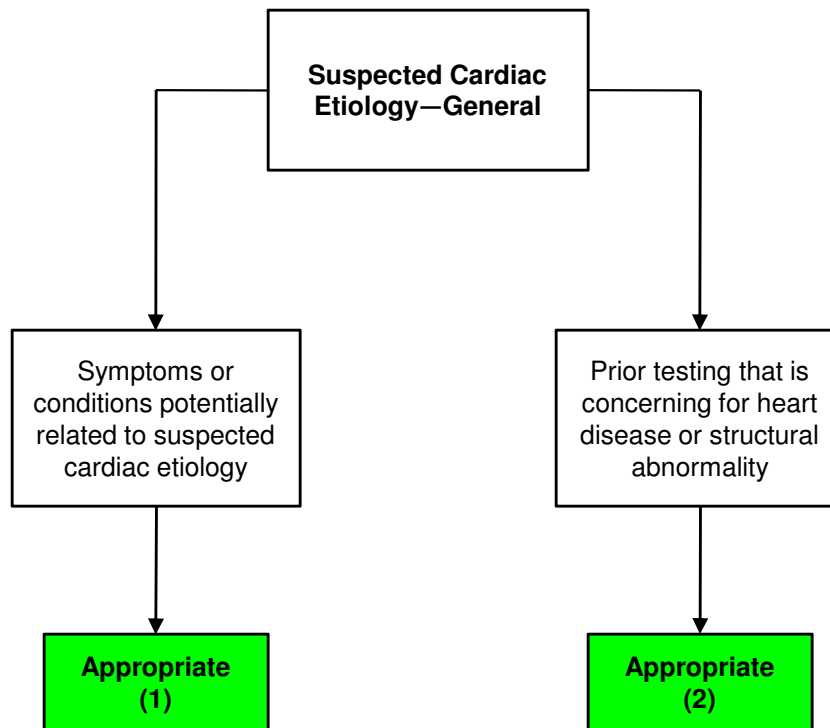 Suspected Cardiac
Etiology—General
Symptoms or
conditions potentially
related to suspected
cardiac etiology
Prior testing that is
concerning for heart
disease or structural
abnormality
Appropriate
(1)
Appropriate
(2)